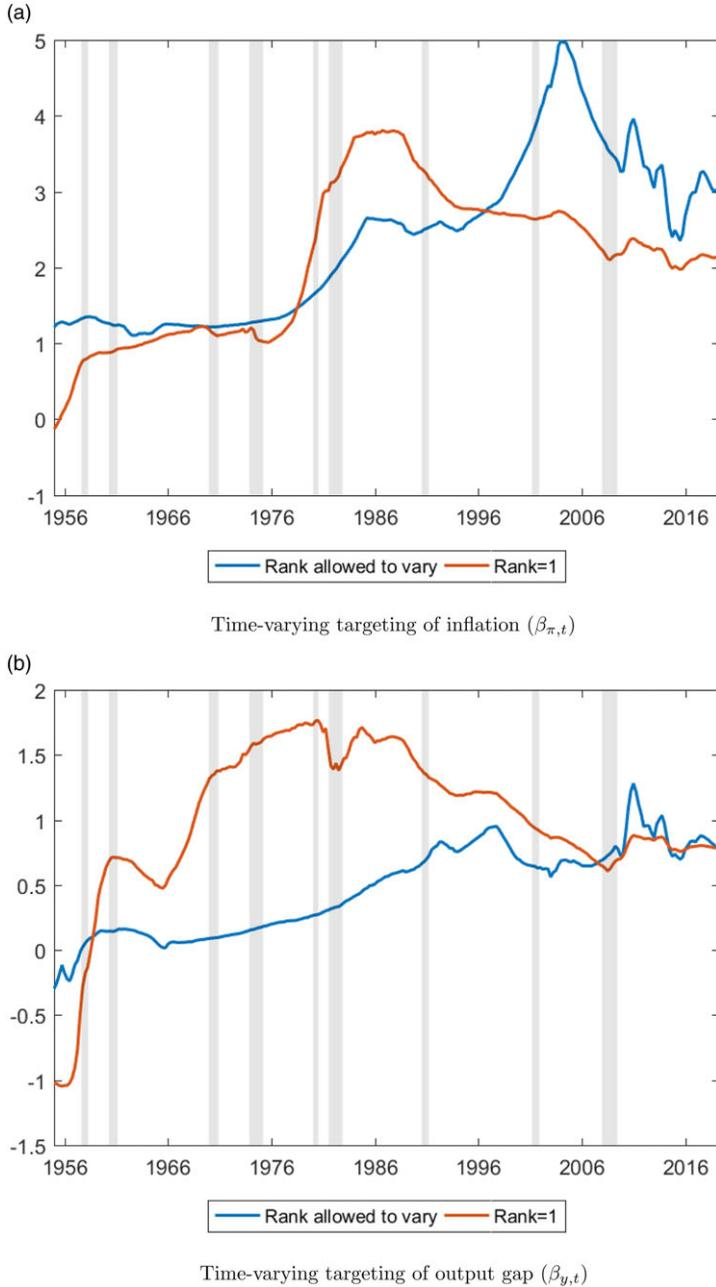 (a)
5
4
3
2
1
0
-1
1956 1966 1976 1986 1996 2006 2016
Rank allowed to vary Rank=1
Time-varying targeting of inflation (βπ,t)
(b)
2
1.5
1
0.5
0
-0.5
-1
-1.5
1956 1966 1976 1986 1996 2006 2016
Rank allowed to vary Rank=1
Time-varying targeting of output gap (βy,t)